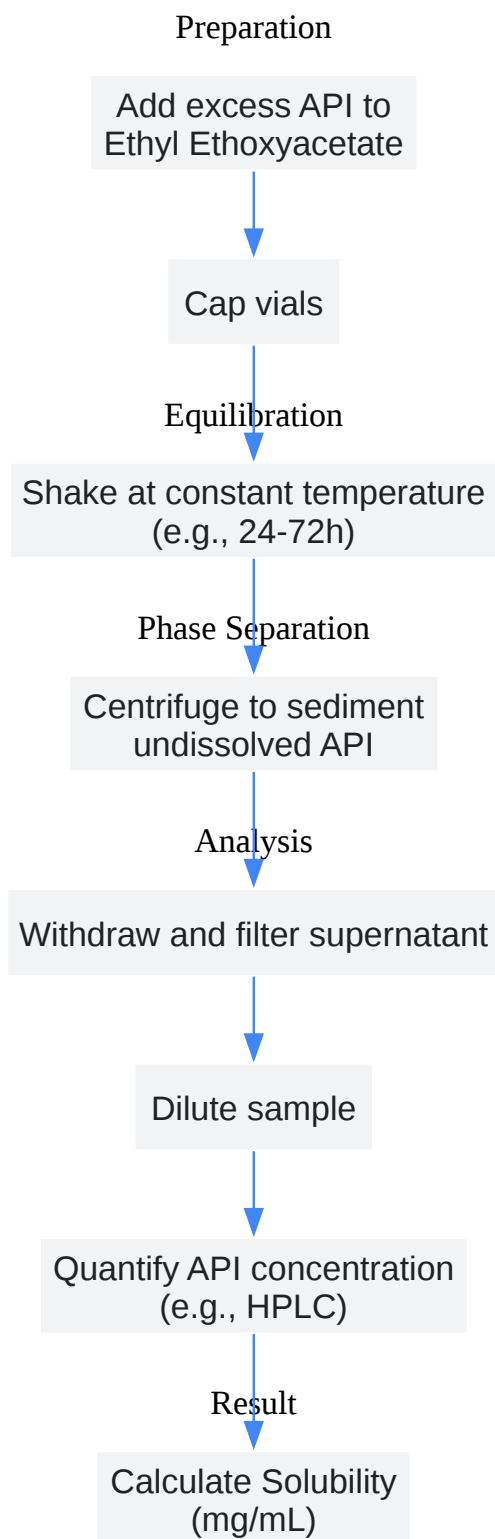 Preparation
Add excess API to
Ethyl Ethoxyacetate
Cap vials
Equilibration
Shake at constant temperature
(e.g., 24-72h)
Phase Separation
Centrifuge to sediment
undissolved API
Analysis
Withdraw and filter supernatant
Dilute sample
Quantify API concentration
(e.g., HPLC)
Result
Calculate Solubility
(mg/mL)